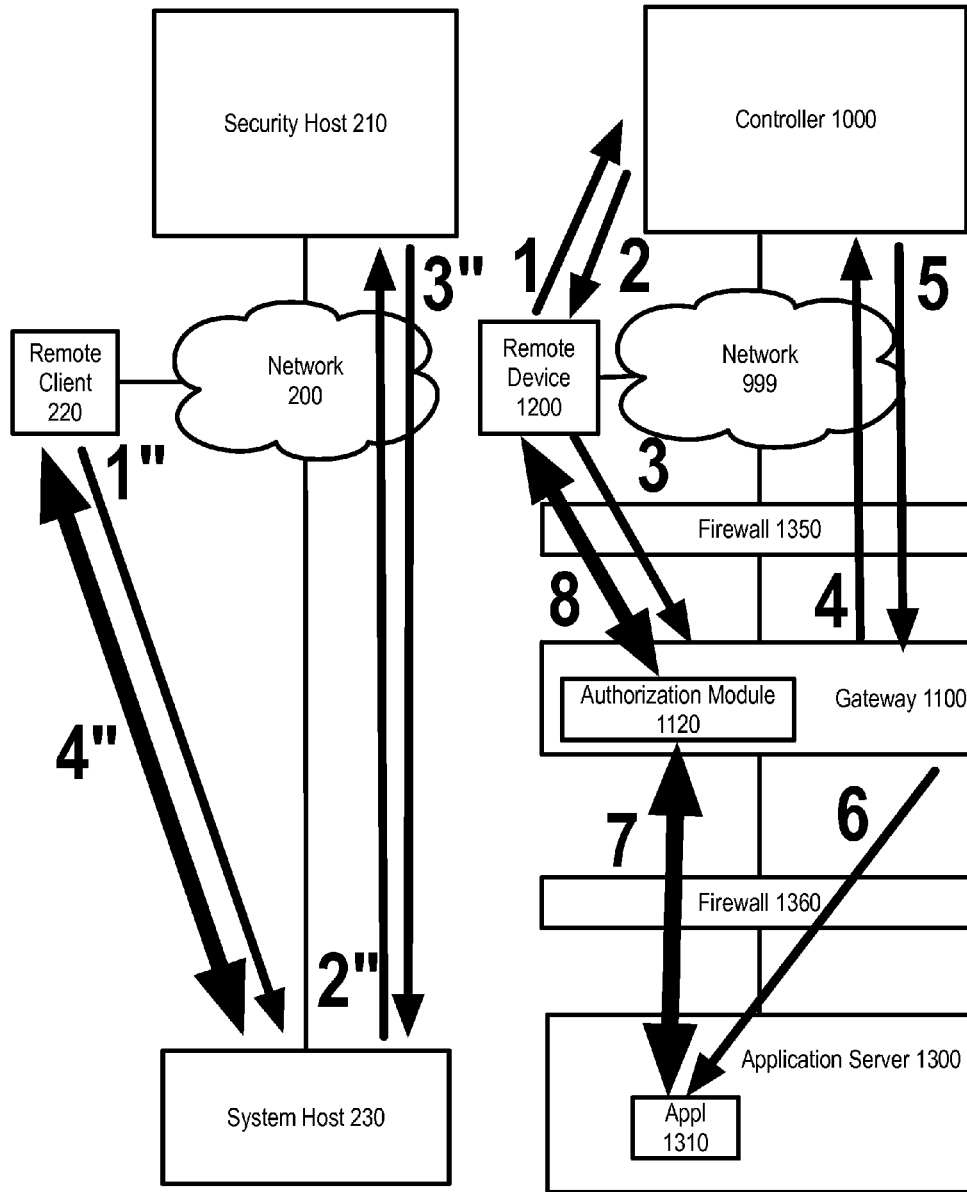 Security Host 210
Controller 1000
3"
1
2
5
Remote
Client
220
Network
200
Remote
Device
1200
Network
999
1"
3
Firewall 1350
8
4
Authorization Module
1120
Gateway 1100
4"
7
6
Firewall 1360
2"
Application Server 1300
System Host 230
Appl
1310